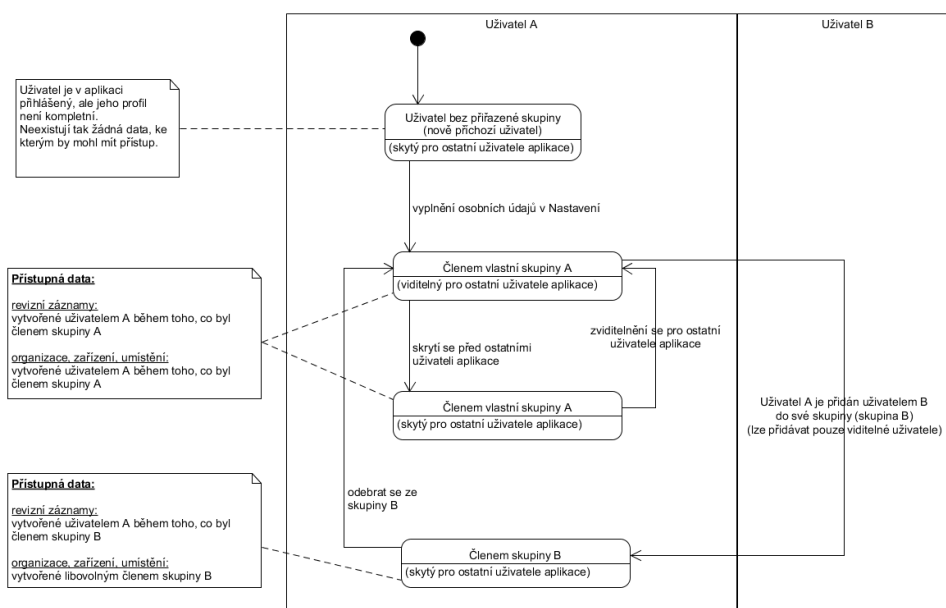 Uživatel A
Uživatel B
Uživatel je v aplikaci
přihlášený, ale jeho profil
není kompletní.
Neexistují tak žádná data, ke
kterým by mohl mít přístup.
Uživatel bez přiřazené skupiny
(nově příchozí uživatel)
(skytý pro ostatní uživatele aplikace)
vyplnění osobních údajů v Nastavení
Členem vlastní skupiny A
(viditelný pro ostatní uživatele aplikace)
Přístupná data:
revizní záznamy:
vytvořené uživatelem A během toho, co byl
členem skupiny A
organizace, zařízení, umístění:
vytvořené uživatelem A během toho, co byl
členem skupiny A
skrytí se před ostatními
uživateli aplikace
zviditelnění se pro ostatní
uživatele aplikace
Členem vlastní skupiny A
(skytý pro ostatní uživatele aplikace)
Uživatel A je přidán uživatelem B
do své skupiny (skupina B)
(lze přidávat pouze viditelné uživatele)
Přístupná data:
revizní záznamy:
vytvořené uživatelem A během toho, co byl
členem skupiny B
organizace, zařízení, umístění:
vytvořené libovolným členem skupiny B
odebrat se ze
skupiny B
Členem skupiny B
(skytý pro ostatní uživatele aplikace)